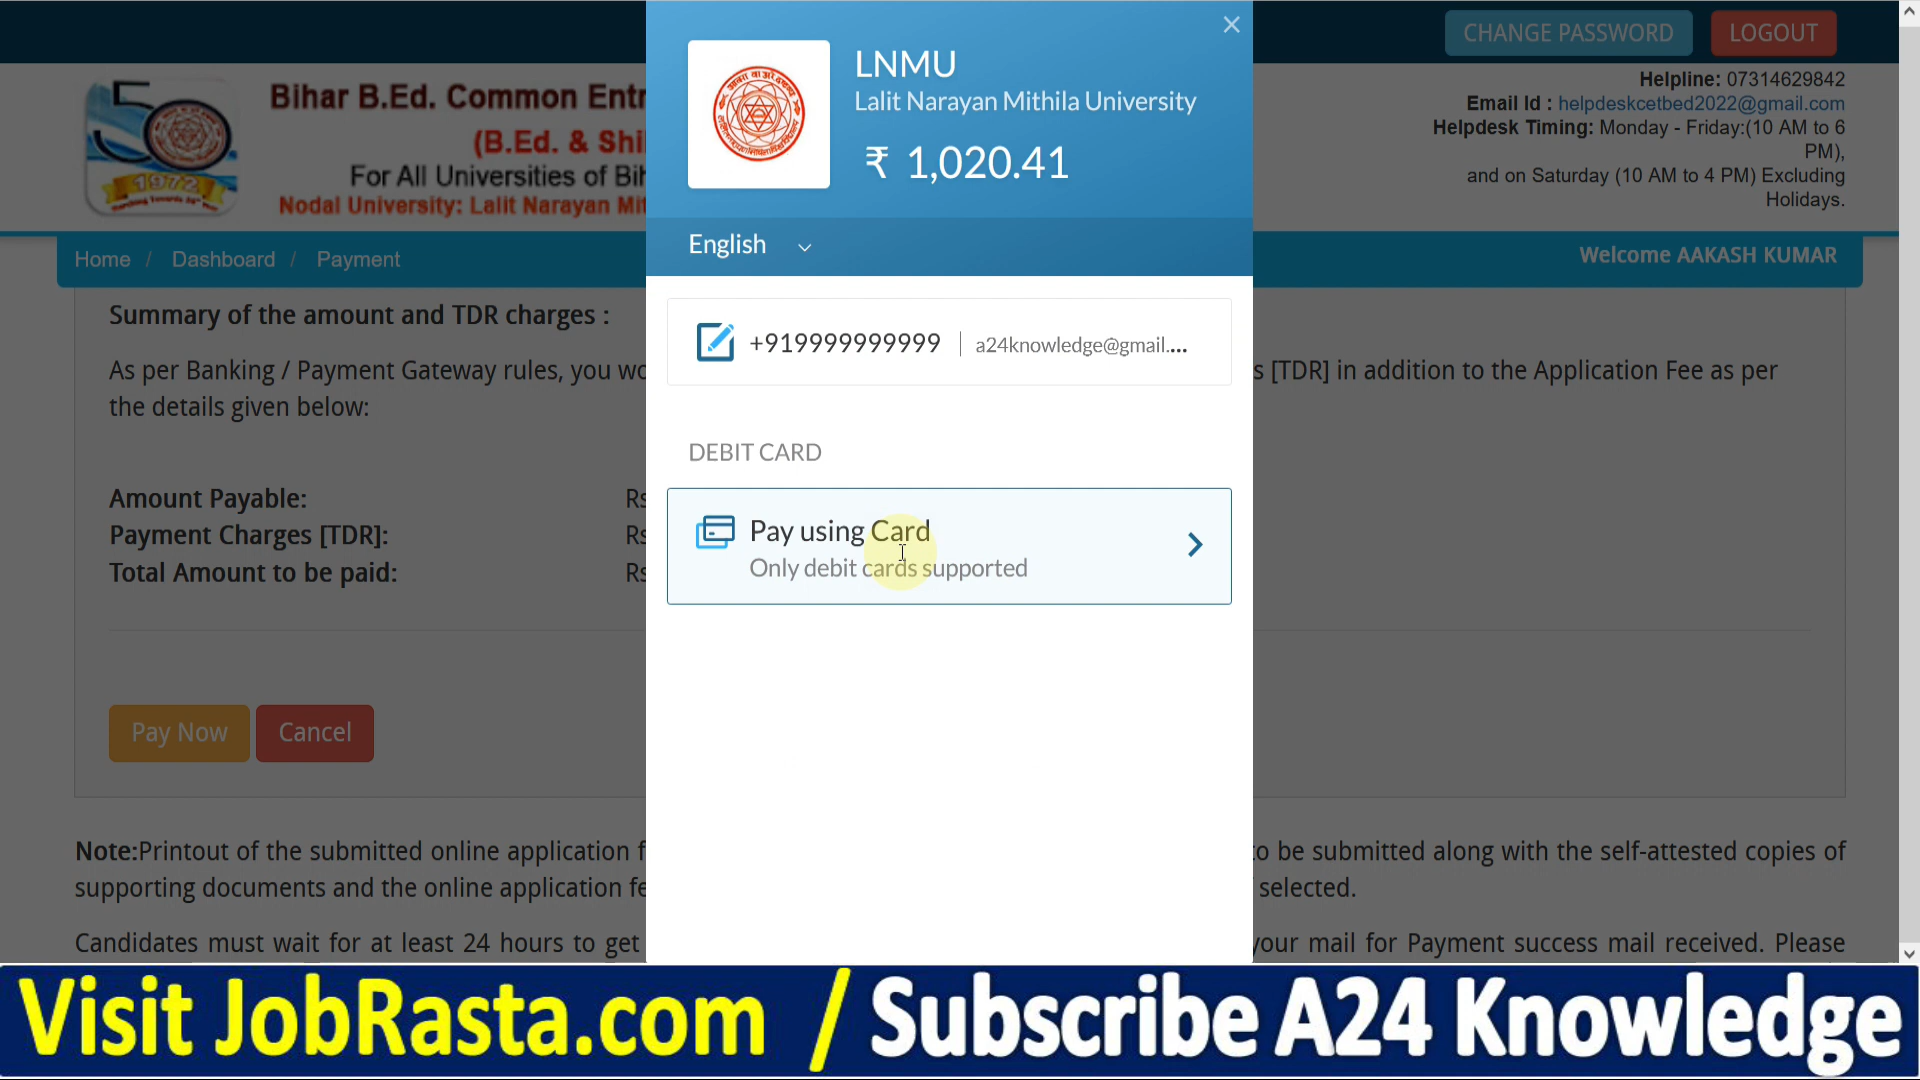 CHANGE PASSWORD
LOGOUT
50
1972
Bihar B.Ed. Common Entr
(B.Ed. & Shi
For All Universities of Bih
Nodal University: Lalit Narayan Mit
Helpline: 07314629842
Email Id : helpdeskcetbed2022@gmail.com
Helpdesk Timing: Monday - Friday:(10 AM to 6
PM),
and on Saturday (10 AM to 4 PM) Excluding
Holidays.
Home / Dashboard / Payment
Welcome AAKASH KUMAR
LNMU
Lalit Narayan Mithila University
₹ 1,020.41
English
+919999999999 | a24knowledge@gmail....
DEBIT CARD
Pay using Card
Only debit cards supported
Summary of the amount and TDR charges :
As per Banking / Payment Gateway rules, you wo
s [TDR] in addition to the Application Fee as per
the details given below:
Amount Payable: Rs
Payment Charges [TDR]: Rs
Total Amount to be paid: Rs
Pay Now
Cancel
Note:Printout of the submitted online application f
to be submitted along with the self-attested copies of
supporting documents and the online application fe
selected.
Candidates must wait for at least 24 hours to get
your mail for Payment success mail received. Please
Visit JobRasta.com / Subscribe A24 Knowledge